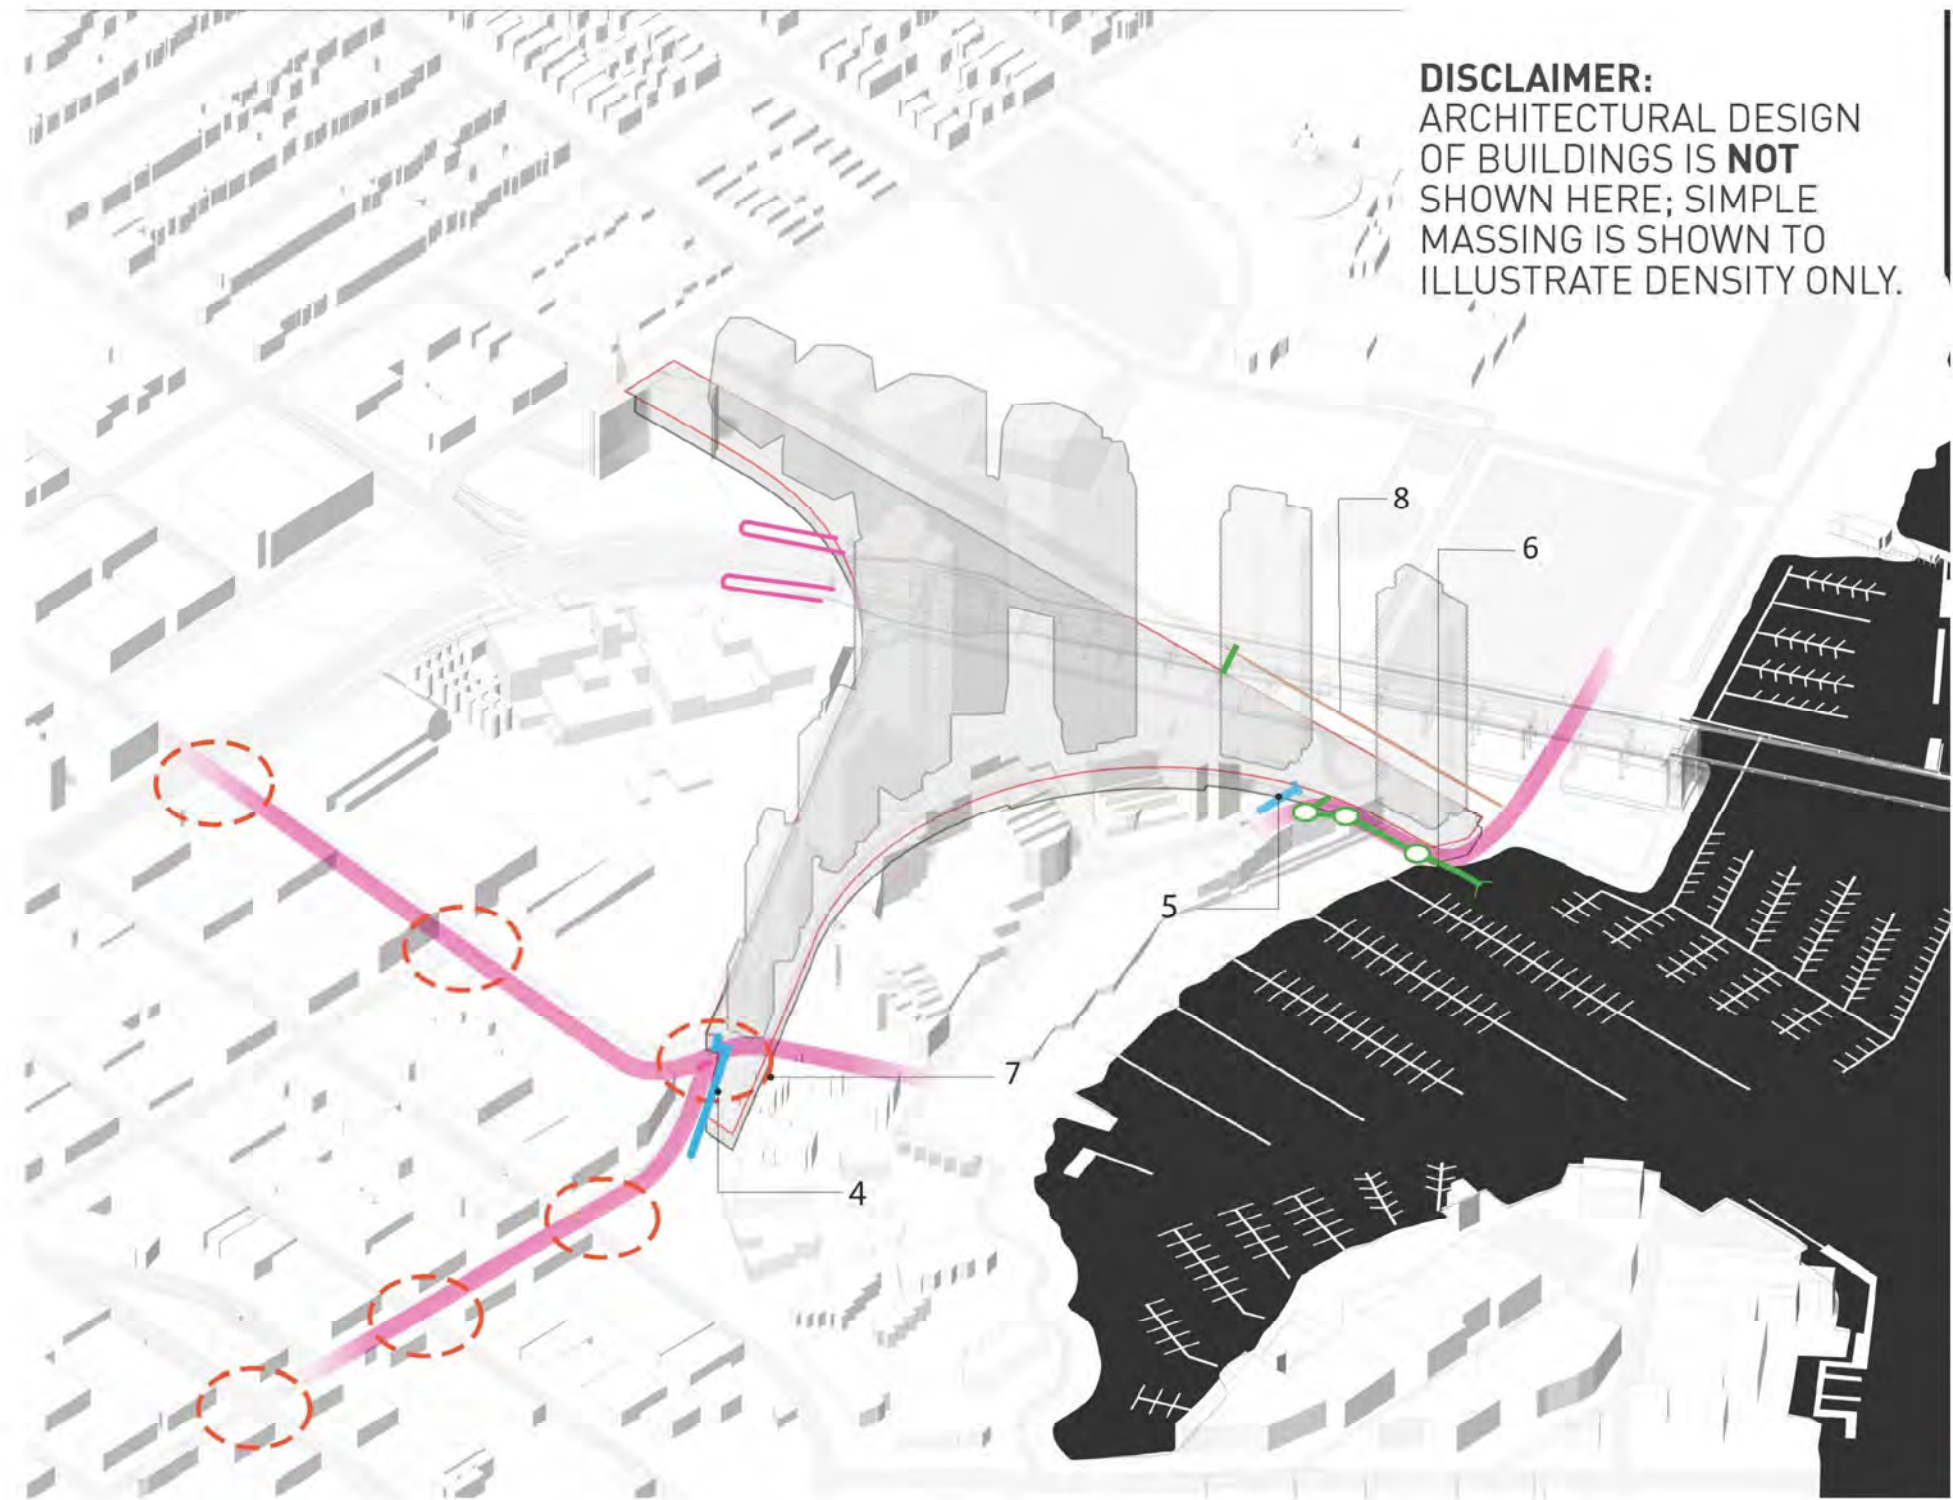 DISCLAIMER:
ARCHITECTURAL DESIGN
OF BUILDINGS IS NOT
SHOWN HERE; SIMPLE
MASSING IS SHOWN TO
ILLUSTRATE DENSITY ONLY.
8
6
5
7
4